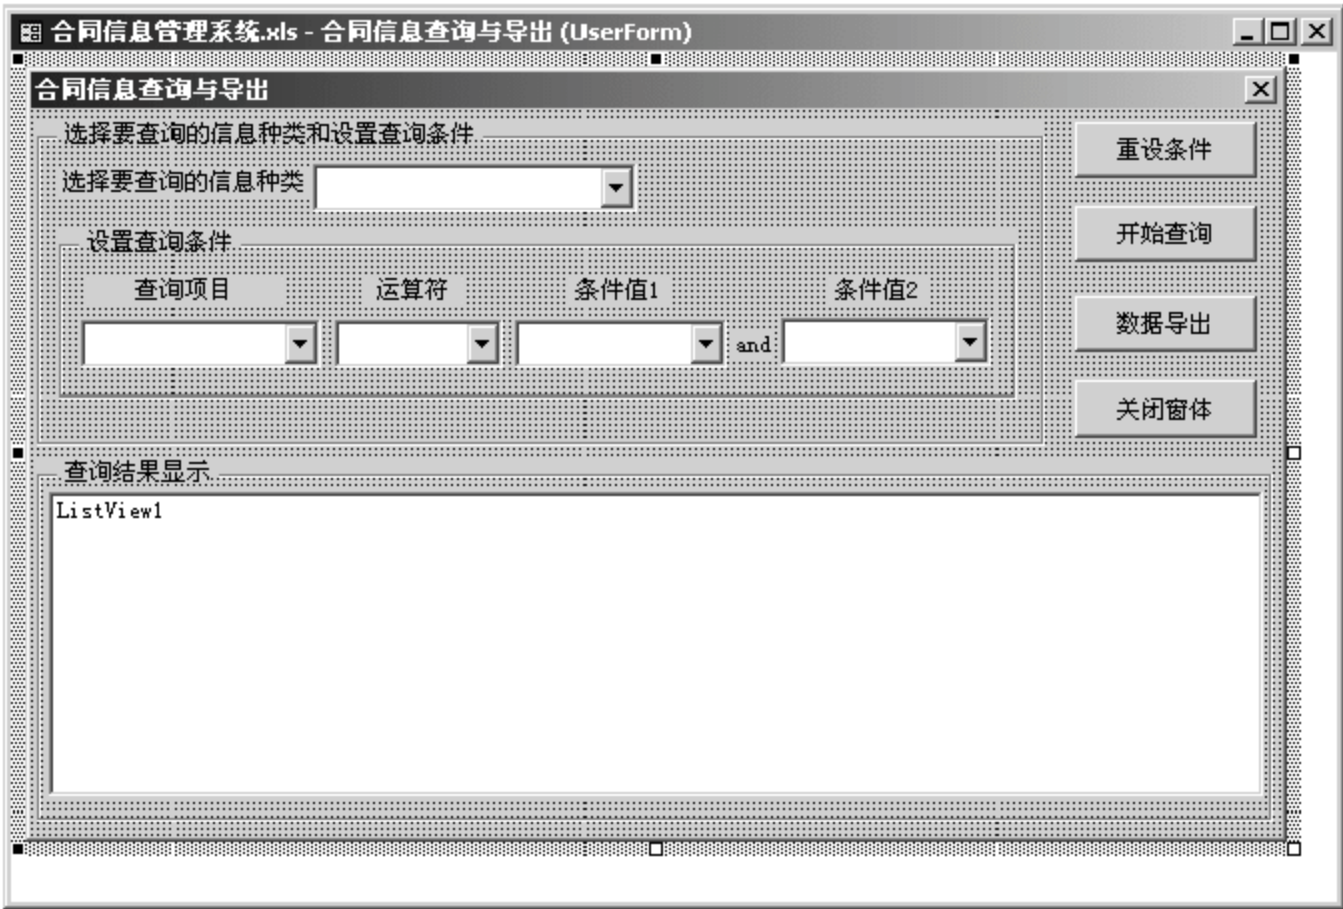 合同信息管理系统.xls - 合同信息查询与导出 (UserForm)
合同信息查询与导出
选择要查询的信息种类和设置查询条件
选择要查询的信息种类
设置查询条件
查询项目 运算符 条件值1 条件值2
and
重设条件
开始查询
数据导出
关闭窗体
查询结果显示
ListView1